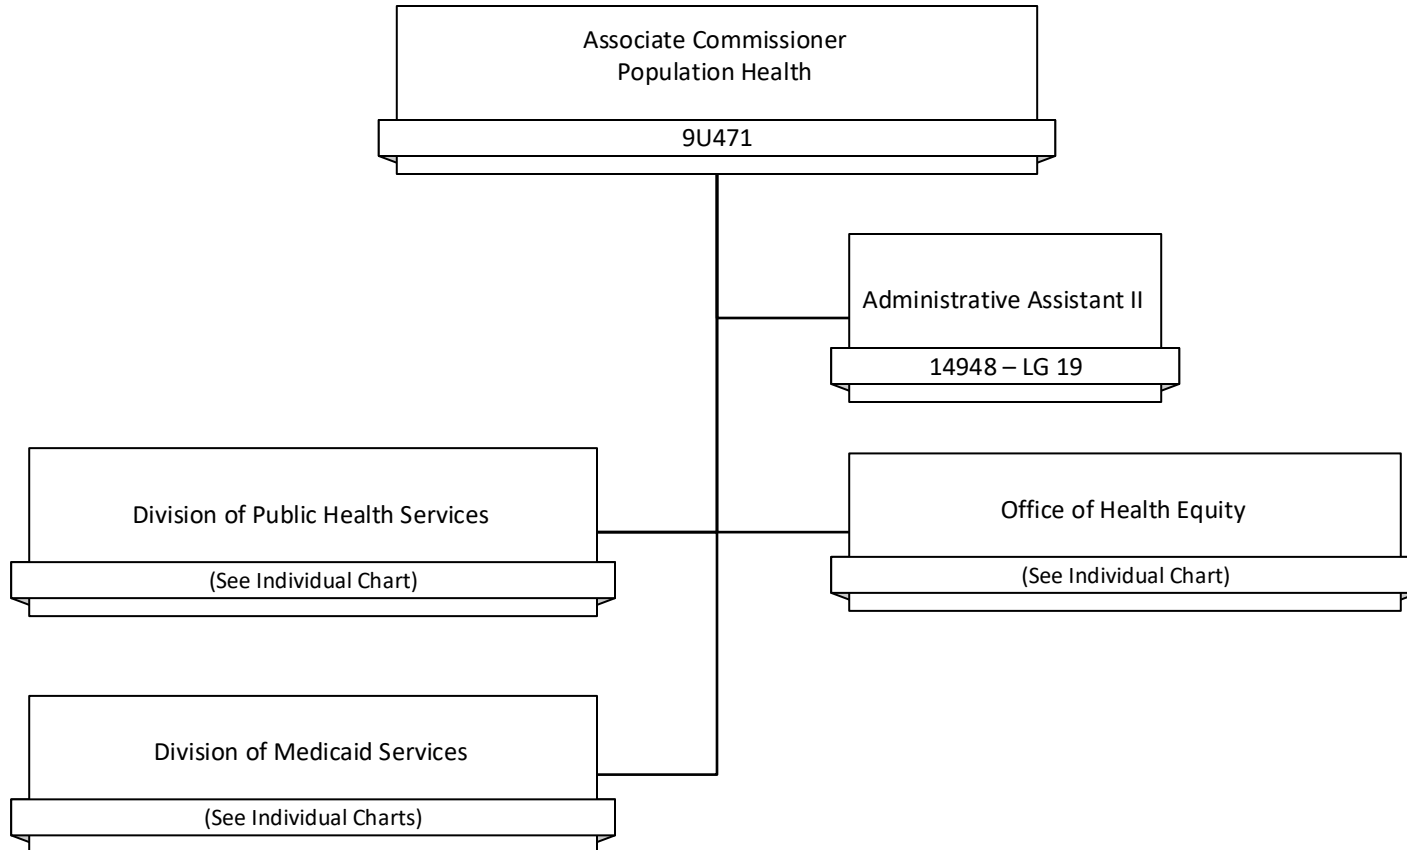 Associate Commissioner
Population Health
9U471
Administrative Assistant II
14948 – LG 19
Division of Public Health Services
(See Individual Chart)
Office of Health Equity
(See Individual Chart)
Division of Medicaid Services
(See Individual Charts)